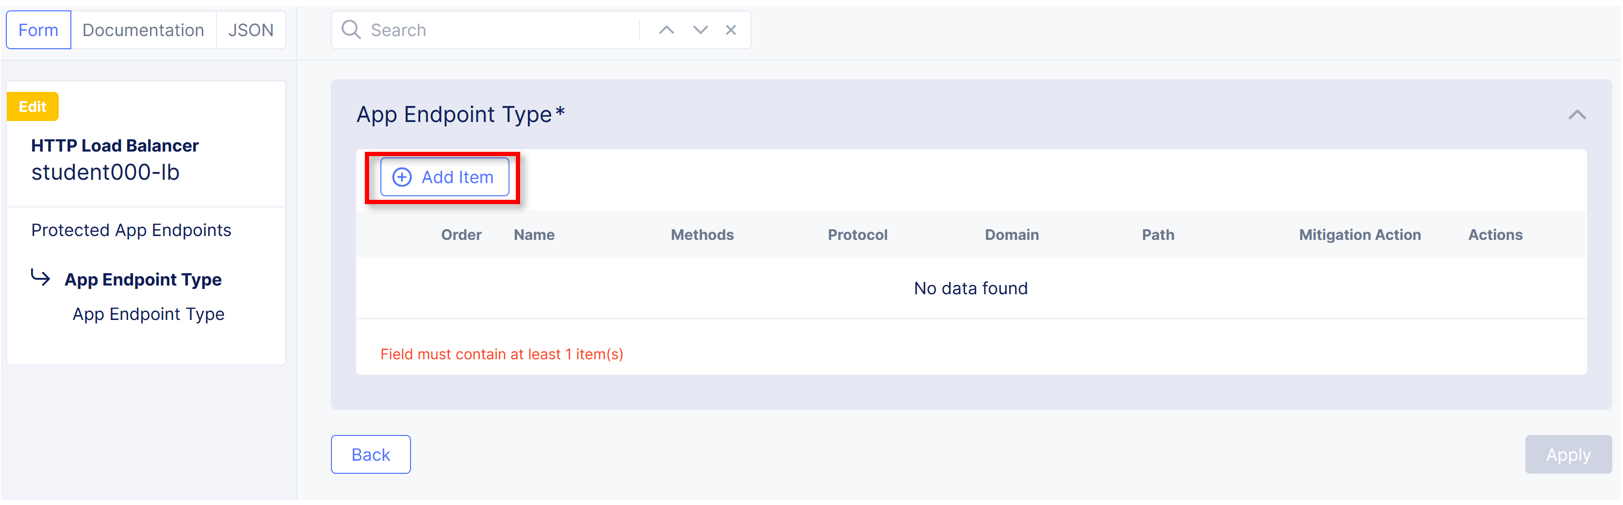 Form Documentation JSON
Search
Edit
HTTP Load Balancer
student000-lb
Protected App Endpoints
App Endpoint Type
App Endpoint Type
App Endpoint Type*
Add Item
Order Name Methods Protocol Domain Path Mitigation Action Actions
No data found
Field must contain at least 1 item(s)
Back
Apply